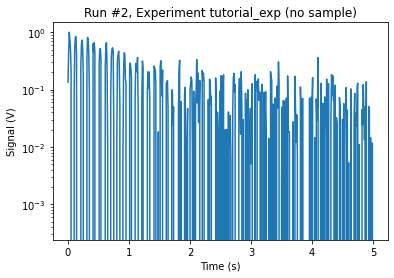 Run #2, Experiment tutorial_exp (no sample)
10⁰
10⁻¹
10⁻²
10⁻³
Signal (V)
0 1 2 3 4 5
Time (s)